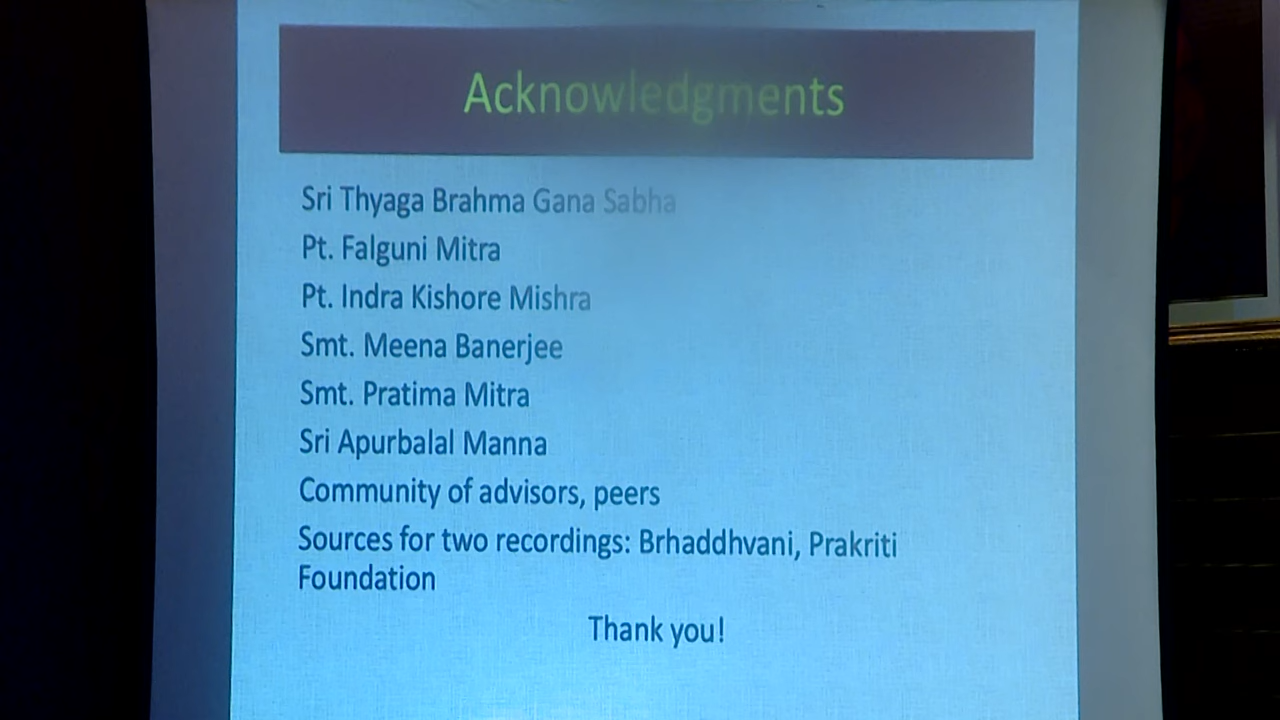 Acknowledgments
Sri Thyaga Brahma Gana Sabha
Pt. Falguni Mitra
Pt. Indra Kishore Mishra
Smt. Meena Banerjee
Smt. Pratima Mitra
Sri Apurbalal Manna
Community of advisors, peers
Sources for two recordings: Brhaddhvani, Prakriti
Foundation
Thank you!